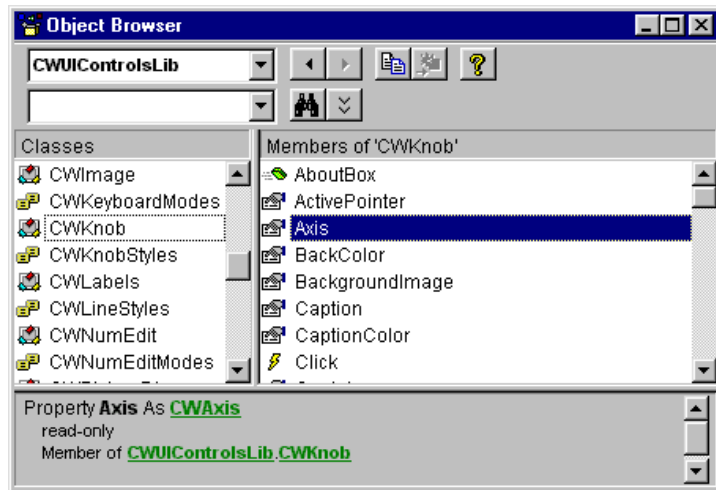 Object Browser
CWUIControlsLib
Classes
Members of 'CWKnob'
CWImage
AboutBox
CWKeyboardModes
ActivePointer
CWKnob
Axis
CWKnobStyles
BackColor
CWLabels
BackgroundImage
CWLineStyles
Caption
CWNumEdit
CaptionColor
CWNumEditModes
Click
Property Axis As CWAxis
read-only
Member of CWUIControlsLib.CWKnob